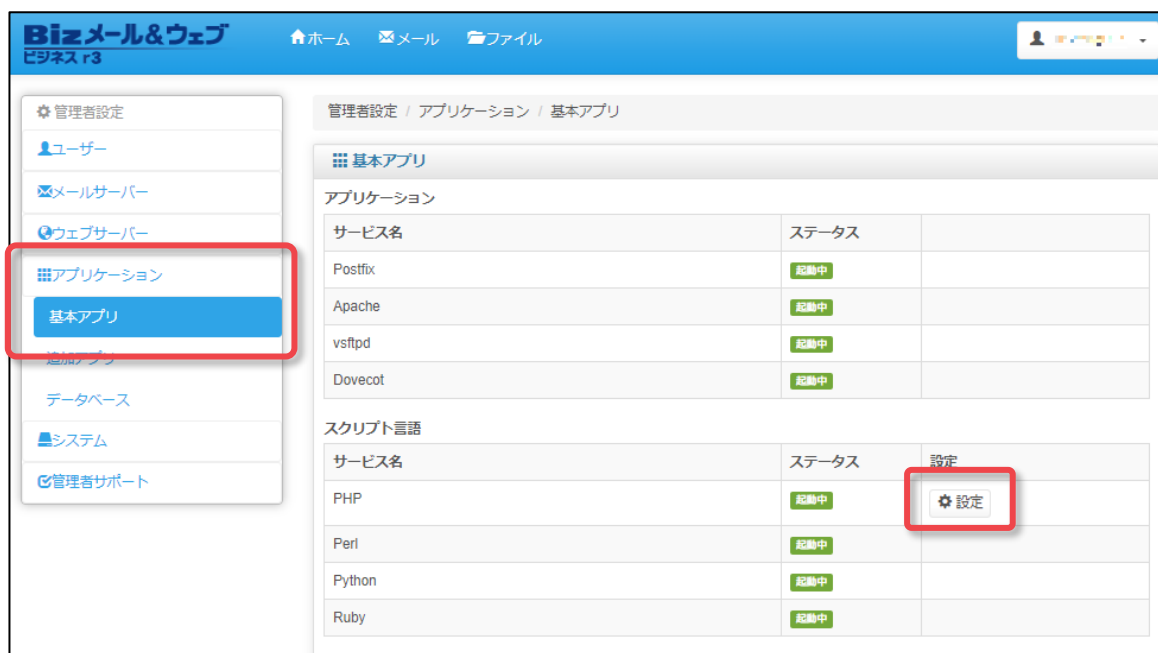 Bizメール&ウェブ
ビジネス r3
ホーム メール ファイル
管理者設定
ユーザー
メールサーバー
ウェブサーバー
アプリケーション
基本アプリ
追加アプリ
データベース
システム
管理者サポート
管理者設定 / アプリケーション / 基本アプリ
基本アプリ
アプリケーション
サービス名 ステータス
Postfix 起動中
Apache 起動中
vsftpd 起動中
Dovecot 起動中
スクリプト言語
サービス名 ステータス 設定
PHP 起動中 設定
Perl 起動中
Python 起動中
Ruby 起動中